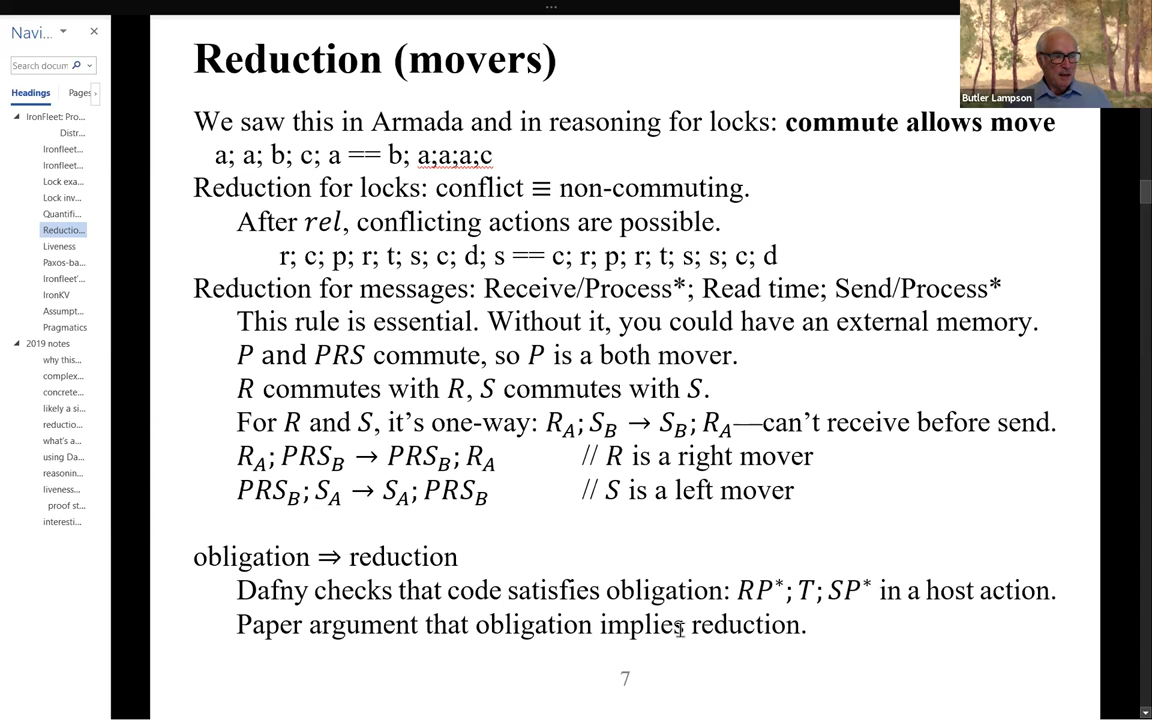 Navi...
Search docum
Headings
Pages
IronFleet: Pro...
Distr...
Ironfleet...
Ironfleet...
Lock exa...
Lock inv...
Quantifi...
Reductio...
Liveness
Paxos-ba...
Ironfleet'...
IronKV
Assumpt...
Pragmatics
2019 notes
why this...
complex...
concrete...
likely a si...
reductio...
what's a...
using Da...
reasonin...
liveness...
proof st...
interesti...
Butler Lampson
Reduction (movers)
We saw this in Armada and in reasoning for locks: commute allows move
a; a; b; c; a == b; a;a;a;c
Reduction for locks: conflict ≡ non-commuting.
After rel, conflicting actions are possible.
r; c; p; r; t; s; c; d; s == c; r; p; r; t; s; s; c; d
Reduction for messages: Receive/Process*; Read time; Send/Process*
This rule is essential. Without it, you could have an external memory.
P and PRS commute, so P is a both mover.
R commutes with R, S commutes with S.
For R and S, it's one-way: R_A; S_B → S_B; R_A—can't receive before send.
R_A; PRS_B → PRS_B; R_A // R is a right mover
PRS_B; S_A → S_A; PRS_B // S is a left mover
obligation ⇒ reduction
Dafny checks that code satisfies obligation: RP*; T; SP* in a host action.
Paper argument that obligation implies reduction.
7